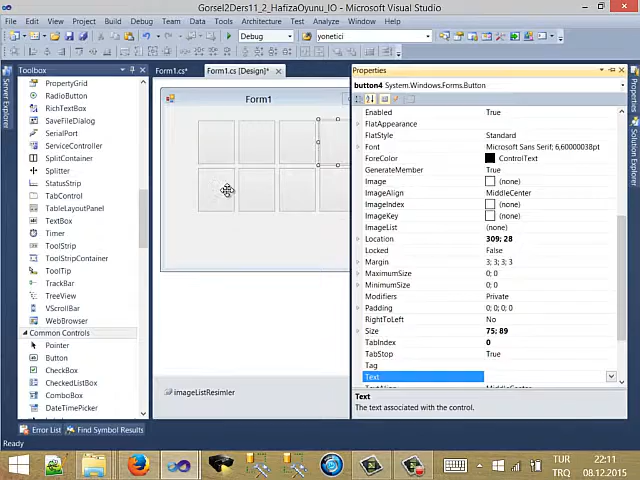 Gorsel2Ders11_2_HafizaOyunu_IO - Microsoft Visual Studio
File Edit View Project Build Debug Team Data Tools Architecture Test Analyze Window Help
Debug yonetici
Toolbox
Form1.cs* Form1.cs [Design]*
Properties
Server Explorer
Properties
Solution Explorer
PropertyGrid
RadioButton
RichTextBox
SaveFileDialog
SerialPort
ServiceController
SplitContainer
Splitter
StatusStrip
TabControl
TableLayoutPanel
TextBox
Timer
ToolStrip
ToolStripContainer
ToolTip
TrackBar
TreeView
VScrollBar
WebBrowser
Common Controls
Pointer
Button
CheckBox
CheckedListBox
ComboBox
DateTimePicker
Form1
imageListResimler
button4 System.Windows.Forms.Button
Enabled True
FlatAppearance
FlatStyle Standard
Font Microsoft Sans Serif; 6,60000038pt
ForeColor ControlText
GenerateMember True
Image (none)
ImageAlign MiddleCenter
ImageIndex (none)
ImageKey (none)
ImageList (none)
Location 309; 28
Locked False
Margin 3; 3; 3; 3
MaximumSize 0; 0
MinimumSize 0; 0
Modifiers Private
Padding 0; 0; 0; 0
RightToLeft No
Size 75; 89
TabIndex 0
TabStop True
Tag
Text
TextAlign MiddleCenter
Text
The text associated with the control.
Error List Find Symbol Results
Ready
TUR 22:11
TRQ 08.12.2015